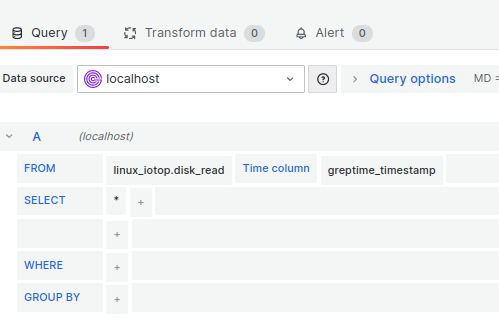 Query 1 Transform data 0 Alert 0
Data source localhost Query options MD =
A (localhost)
FROM linux_iotop.disk_read Time column greptime_timestamp
SELECT * +
+
WHERE +
GROUP BY +